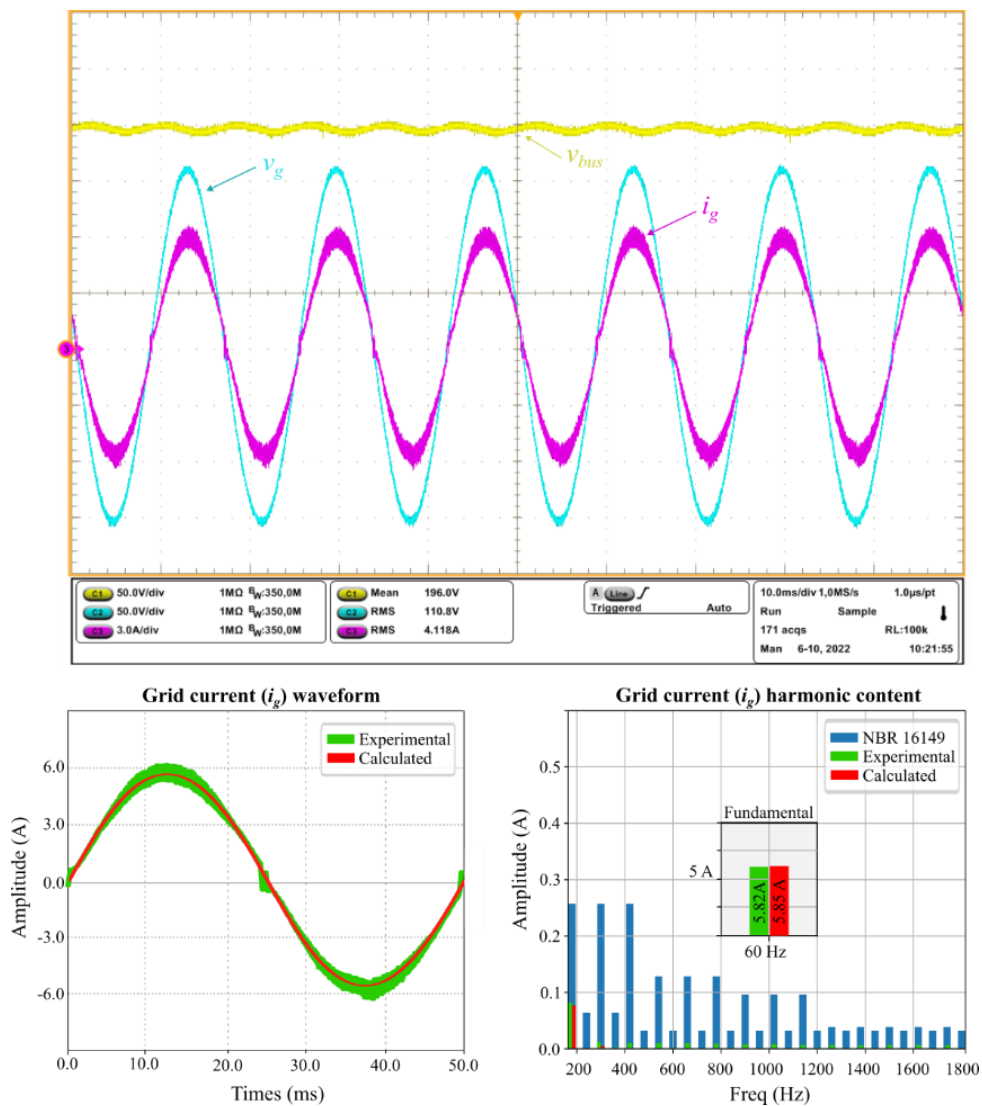 v_g
v_bus
i_g
3
C1 50.0V/div 1MΩ B_W:350,0M
C2 50.0V/div 1MΩ B_W:350,0M
C3 3.0A/div 1MΩ B_W:350,0M
C1 Mean 196.0V
C2 RMS 110.8V
C3 RMS 4.118A
A Line
Triggered Auto
10.0ms/div 1,0MS/s 1.0µs/pt
Run Sample
171 acqs RL:100k
Man 6-10, 2022 10:21:55
Grid current (i_g) waveform
Experimental
Calculated
Amplitude (A)
6.0
3.0
0.0
-3.0
-6.0
0.0 10.0 20.0 30.0 40.0 50.0
Times (ms)
Grid current (i_g) harmonic content
NBR 16149
Experimental
Calculated
Fundamental
5 A
5.82A
5.85 A
60 Hz
Amplitude (A)
0.5
0.4
0.3
0.2
0.1
0.0
200 400 600 800 1000 1200 1400 1600 1800
Freq (Hz)